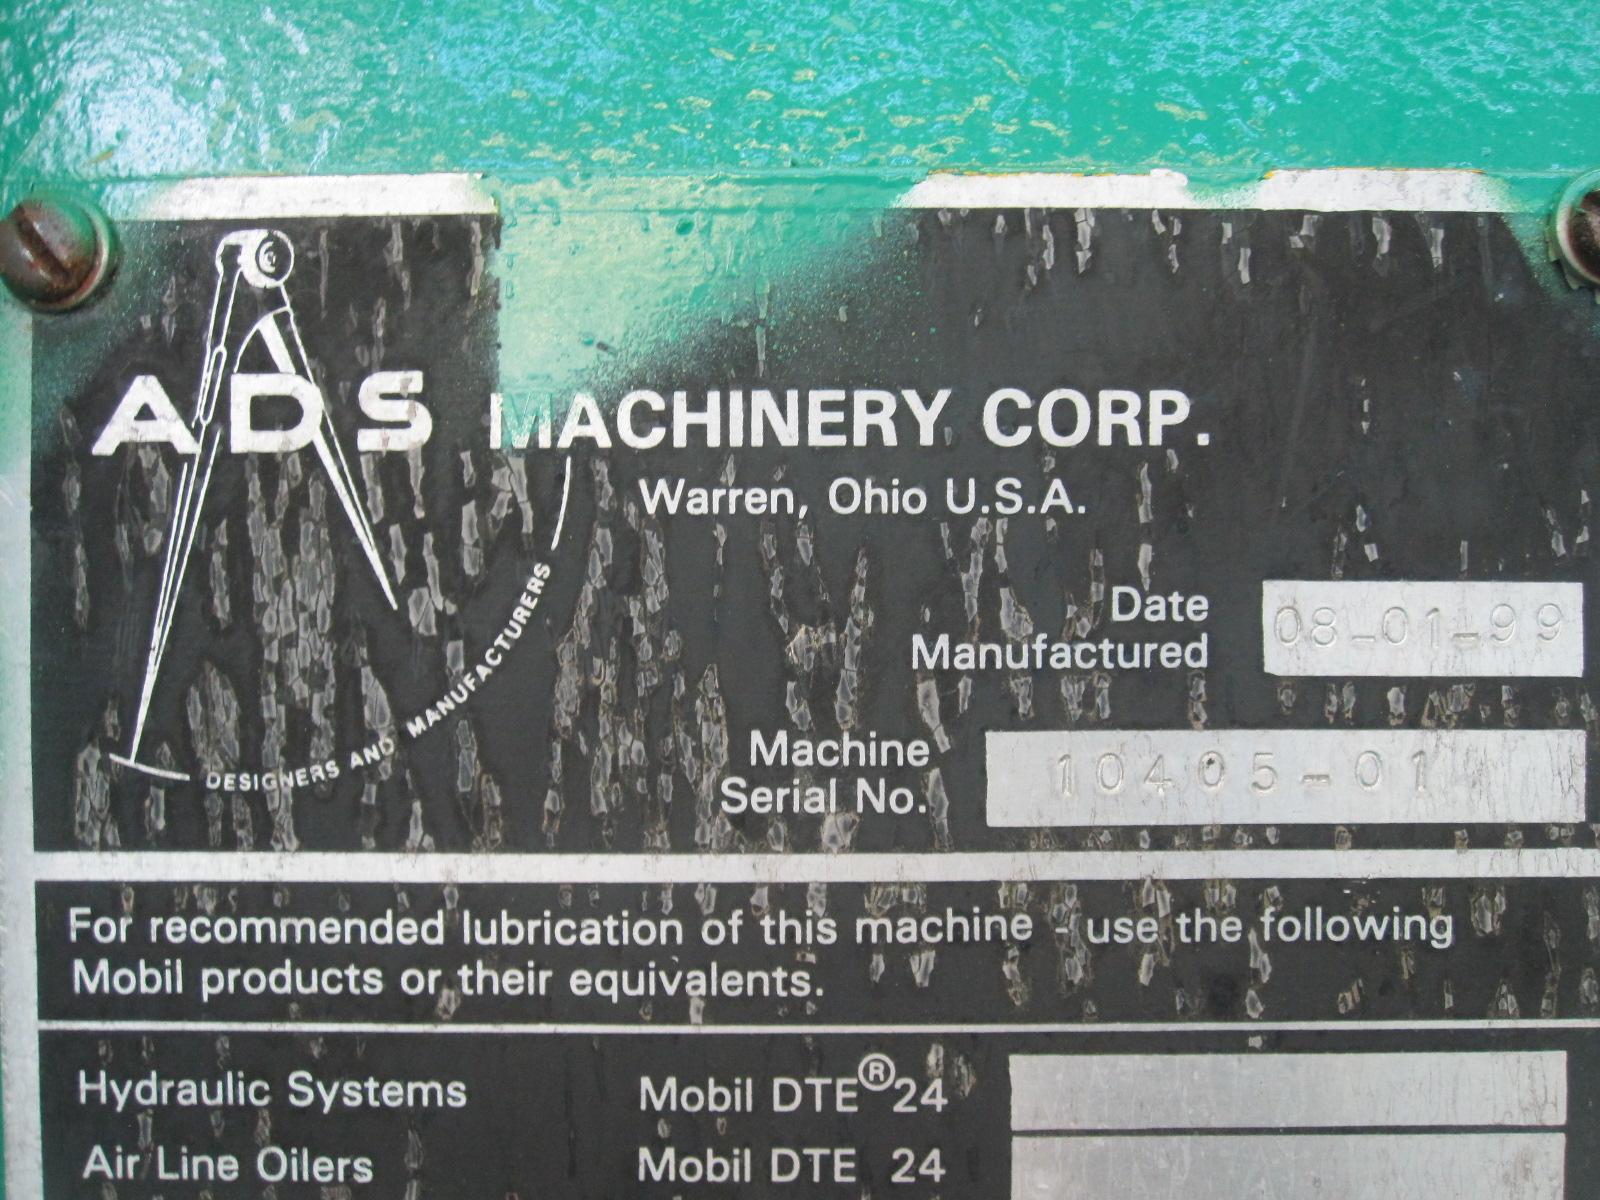 ADS MACHINERY CORP.
Warren, Ohio U.S.A.
DESIGNERS AND MANUFACTURERS
Date
Manufactured
08-01-99
Machine
Serial No.
10405-01
For recommended lubrication of this machine - use the following
Mobil products or their equivalents.
Hydraulic Systems Mobil DTE®24
Air Line Oilers Mobil DTE 24